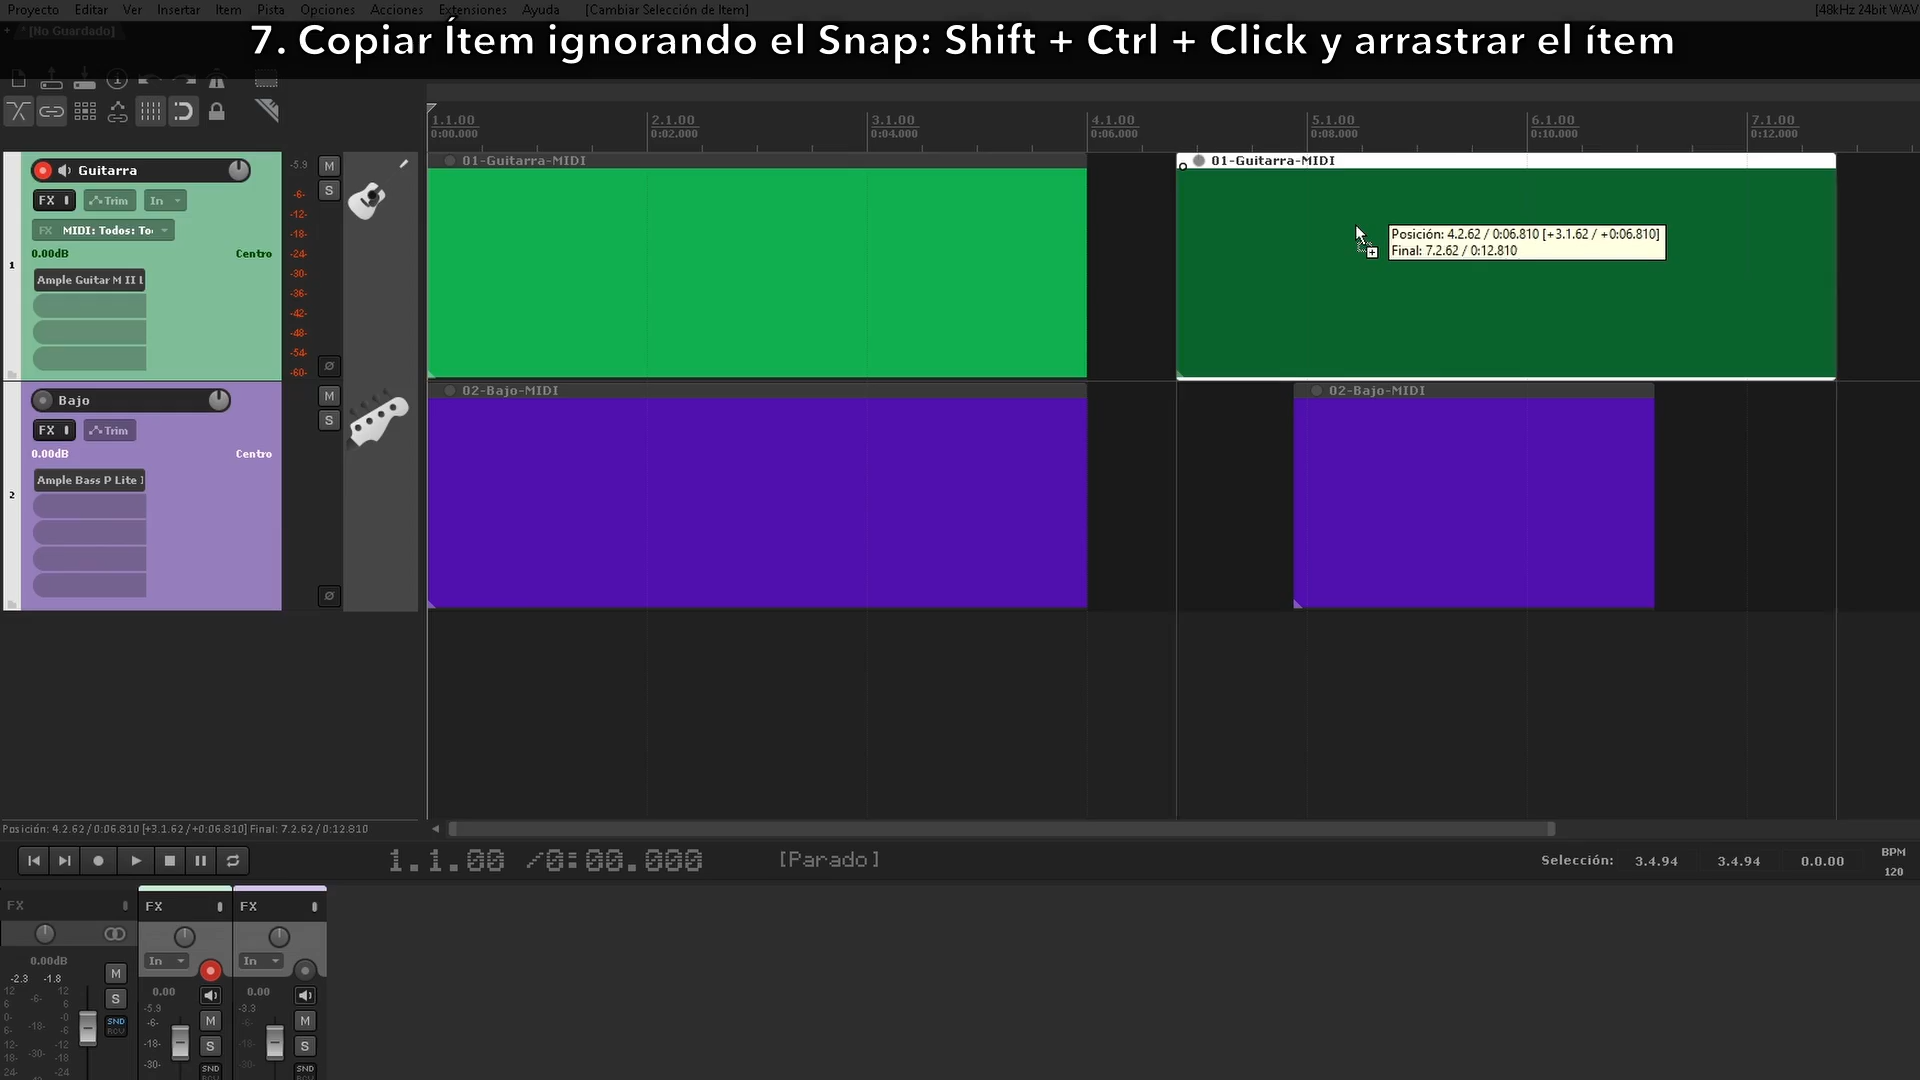 Proyecto Editar Ver Insertar Item Pista Opciones Acciones Extensiones Ayuda [Cambiar Selección de Item] [48kHz 24bit WAV
+ * [No Guardado]
7. Copiar Ítem ignorando el Snap: Shift + Ctrl + Click y arrastrar el ítem
1.1.00 2.1.00 3.1.00 4.1.00 5.1.00 6.1.00 7.1.00
0:00.000 0:02.000 0:04.000 0:06.000 0:08.000 0:10.000 0:12.000
Guitarra -5.9 M
FX Trim In S
FX MIDI: Todos: To
0.00dB Centro
1
Ample Guitar M II L
-6-
-12-
-18-
-24-
-30-
-36-
-42-
-48-
-54-
-60-
Ø
01-Guitarra-MIDI 01-Guitarra-MIDI
Posición: 4.2.62 / 0:06.810 [+3.1.62 / +0:06.810]
Final: 7.2.62 / 0:12.810
Bajo M
FX Trim S
0.00dB Centro
2
Ample Bass P Lite
Ø
02-Bajo-MIDI 02-Bajo-MIDI
Posición: 4.2.62 / 0:06.810 [+3.1.62 / +0:06.810] Final: 7.2.62 / 0:12.810
1.1.00 /0:00.000 [Parado] Selección: 3.4.94 3.4.94 0.0.00 BPM
120
FX FX FX
In In
0.00dB 0.00 0.00
-2.3 -1.8 M -5.9 -3.3
12 12 S -6- -6-
6 -6- 6 M M
0- -0 SND
RCV
6- -18- -6 -18- S -18- S
12- -12
18- -30- -18 -30- SND -30- SND
24- -24